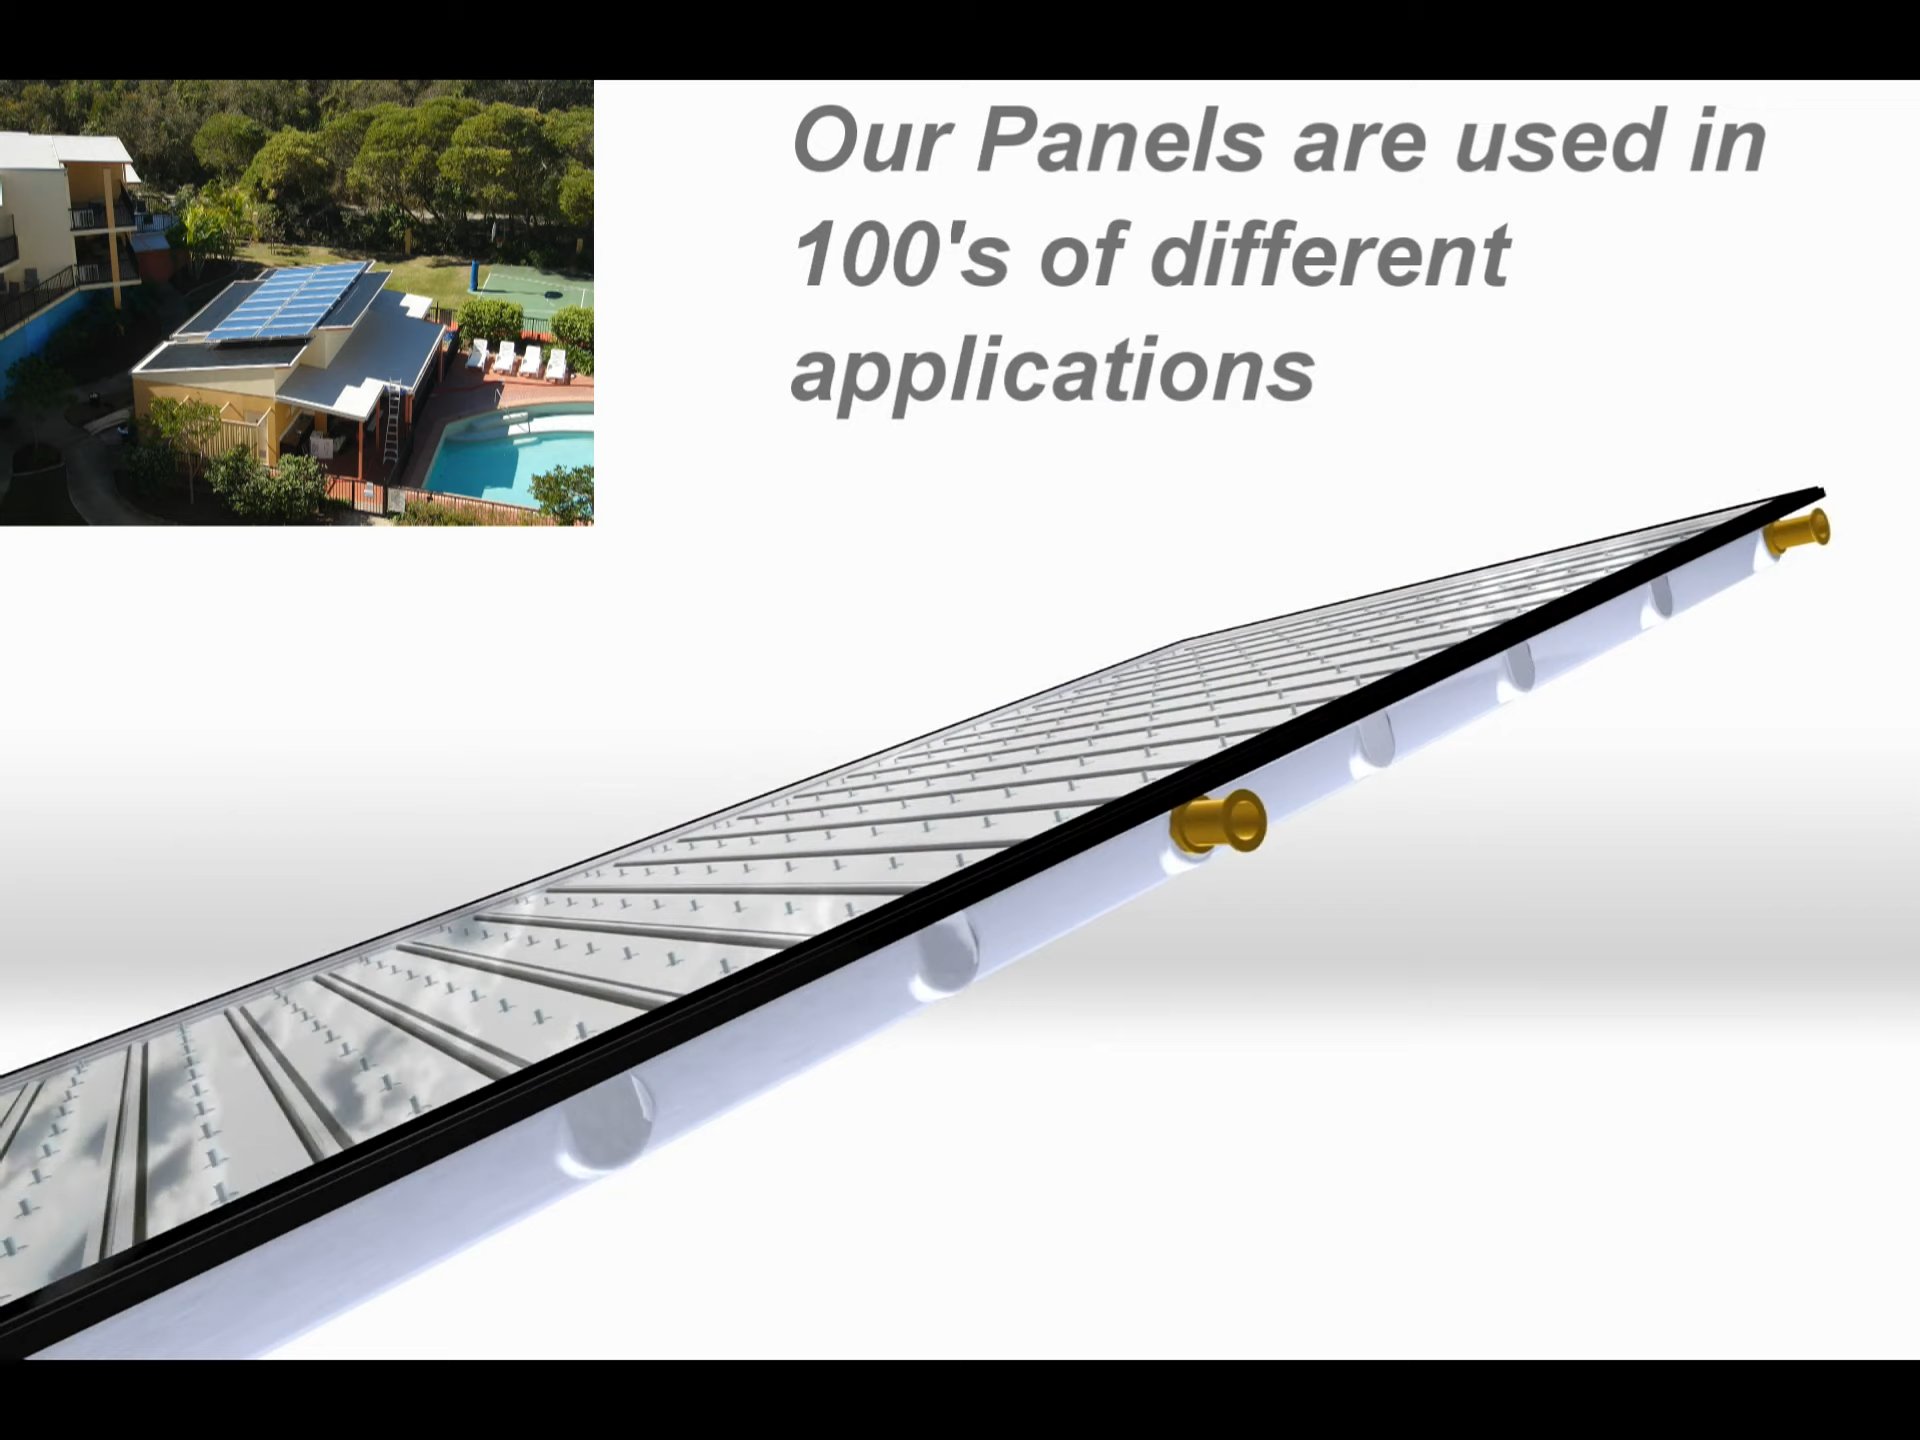 Our Panels are used in
100's of different
applications